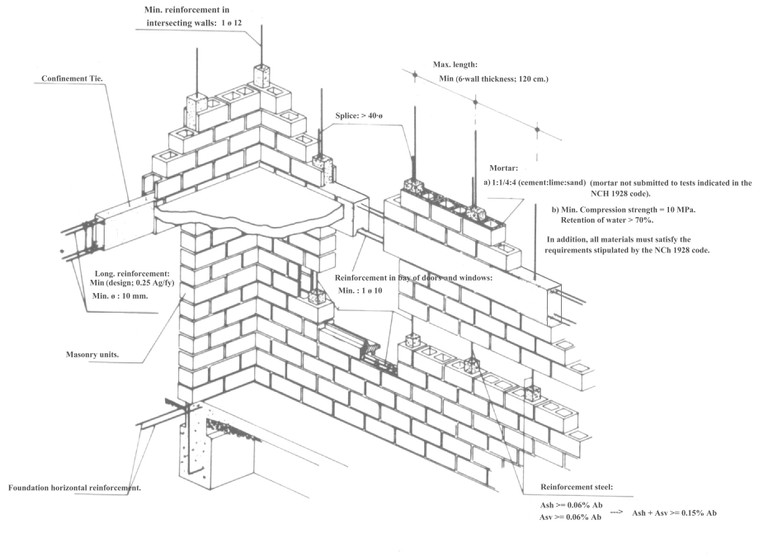 Min. reinforcement in
intersecting walls: 1 ø 12
Max. length:
Min (6·wall thickness; 120 cm.)
Confinement Tie.
Splice: > 40·ø
Mortar:
a) 1:1/4:4 (cement:lime:sand) (mortar not submitted to tests indicated in the
NCH 1928 code).
b) Min. Compression strength = 10 MPa.
Retention of water > 70%.
In addition, all materials must satisfy the
requirements stipulated by the NCh 1928 code.
Long. reinforcement:
Min (design; 0.25 Ag/fy)
Min. ø : 10 mm.
Reinforcement in bay of doors and windows:
Min. : 1 ø 10
Masonry units.
Foundation horizontal reinforcement.
Reinforcement steel:
Ash >= 0.06% Ab
Asv >= 0.06% Ab
Ash + Asv >= 0.15% Ab